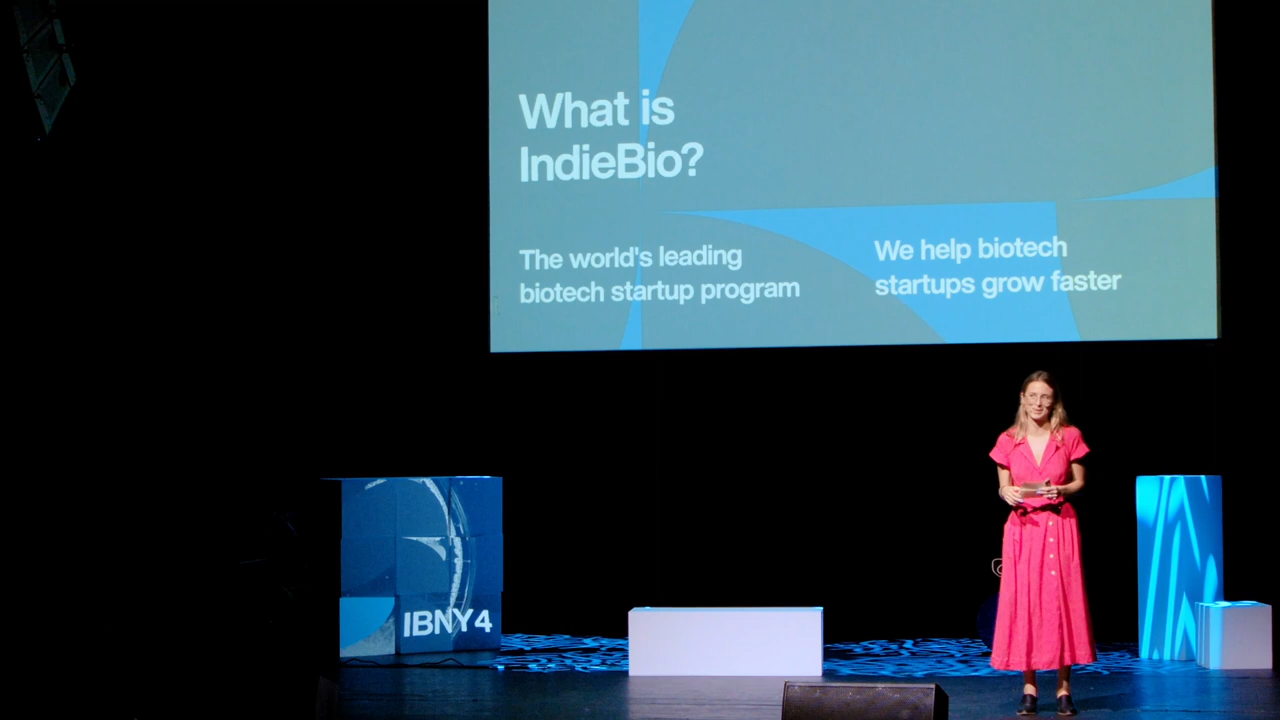 What is
IndieBio?
The world's leading
biotech startup program
We help biotech
startups grow faster
IBNY4